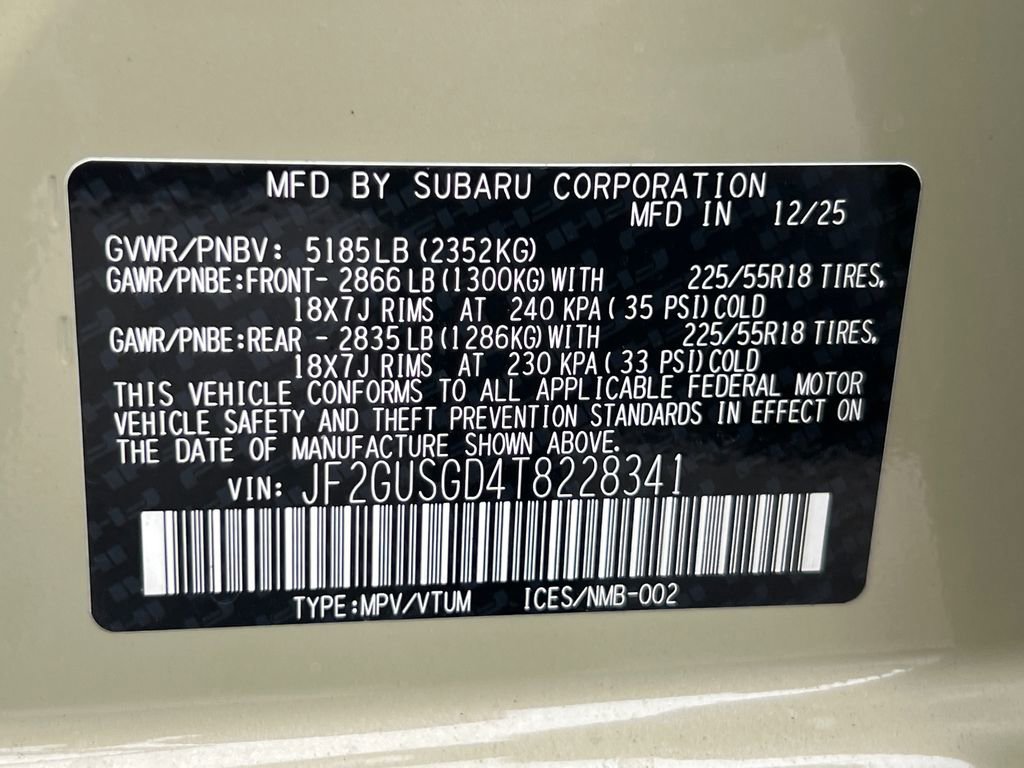 MFD BY SUBARU CORPORATION
MFD IN 12/25
GVWR/PNBV: 5185LB (2352KG)
GAWR/PNBE:FRONT- 2866 LB (1300KG) WITH 225/55R18 TIRES,
18X7J RIMS AT 240 KPA ( 35 PSI) COLD
GAWR/PNBE:REAR - 2835 LB (1286KG) WITH 225/55R18 TIRES,
18X7J RIMS AT 230 KPA ( 33 PSI) COLD
THIS VEHICLE CONFORMS TO ALL APPLICABLE FEDERAL MOTOR
VEHICLE SAFETY AND THEFT PREVENTION STANDARDS IN EFFECT ON
THE DATE OF MANUFACTURE SHOWN ABOVE.
VIN: JF2GUSGD4T8228341
TYPE:MPV/VTUM ICES/NMB-002